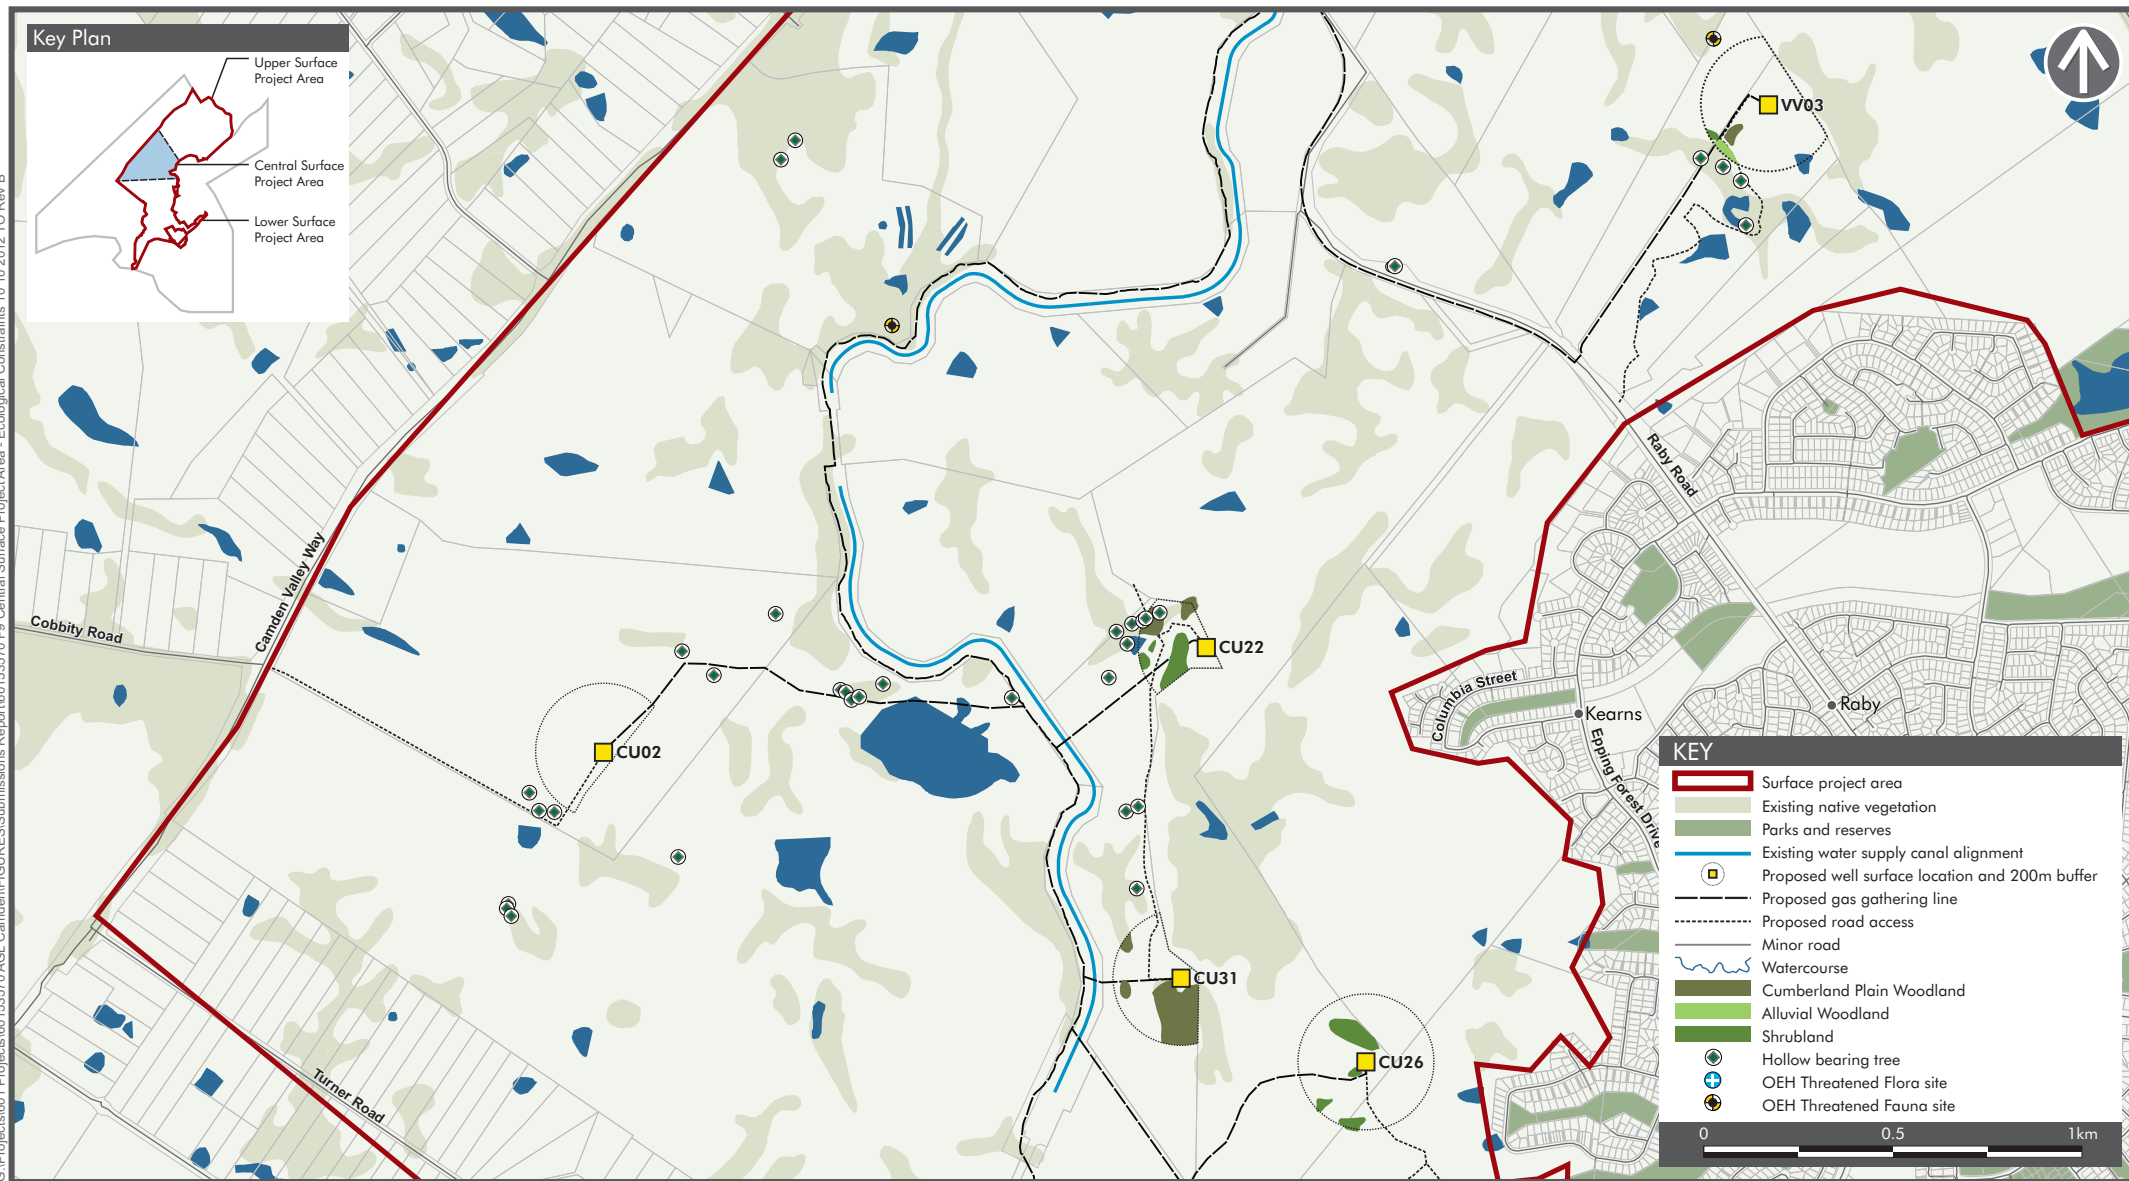 Key Plan
Upper Surface
Project Area
Central Surface
Project Area
Lower Surface
Project Area
VV03
Raby Road
Camden Valley Way
Cobbity Road
CU22
CU02
Columbia Street
Kearns
Raby
Epping Forest Drive
CU31
CU26
Turner Road
KEY
Surface project area
Existing native vegetation
Parks and reserves
Existing water supply canal alignment
Proposed well surface location and 200m buffer
Proposed gas gathering line
Proposed road access
Minor road
Watercourse
Cumberland Plain Woodland
Alluvial Woodland
Shrubland
Hollow bearing tree
OEH Threatened Flora site
OEH Threatened Fauna site
0 0.5 1km